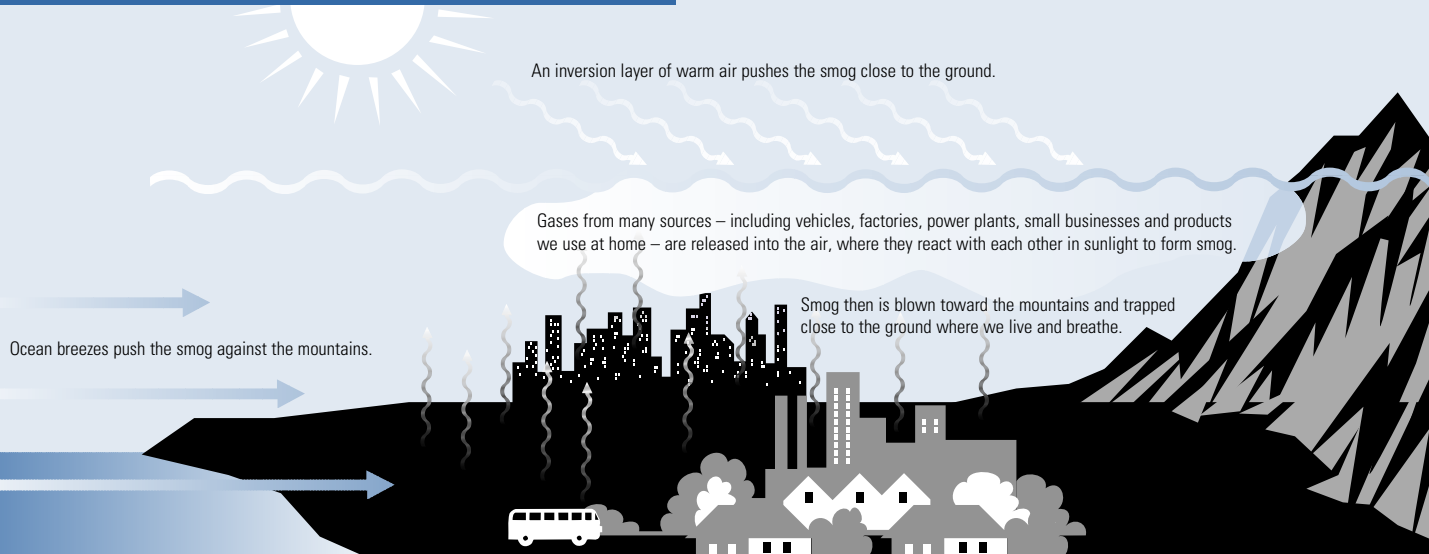 An inversion layer of warm air pushes the smog close to the ground.
Gases from many sources – including vehicles, factories, power plants, small businesses and products
we use at home – are released into the air, where they react with each other in sunlight to form smog.
Smog then is blown toward the mountains and trapped
close to the ground where we live and breathe.
Ocean breezes push the smog against the mountains.